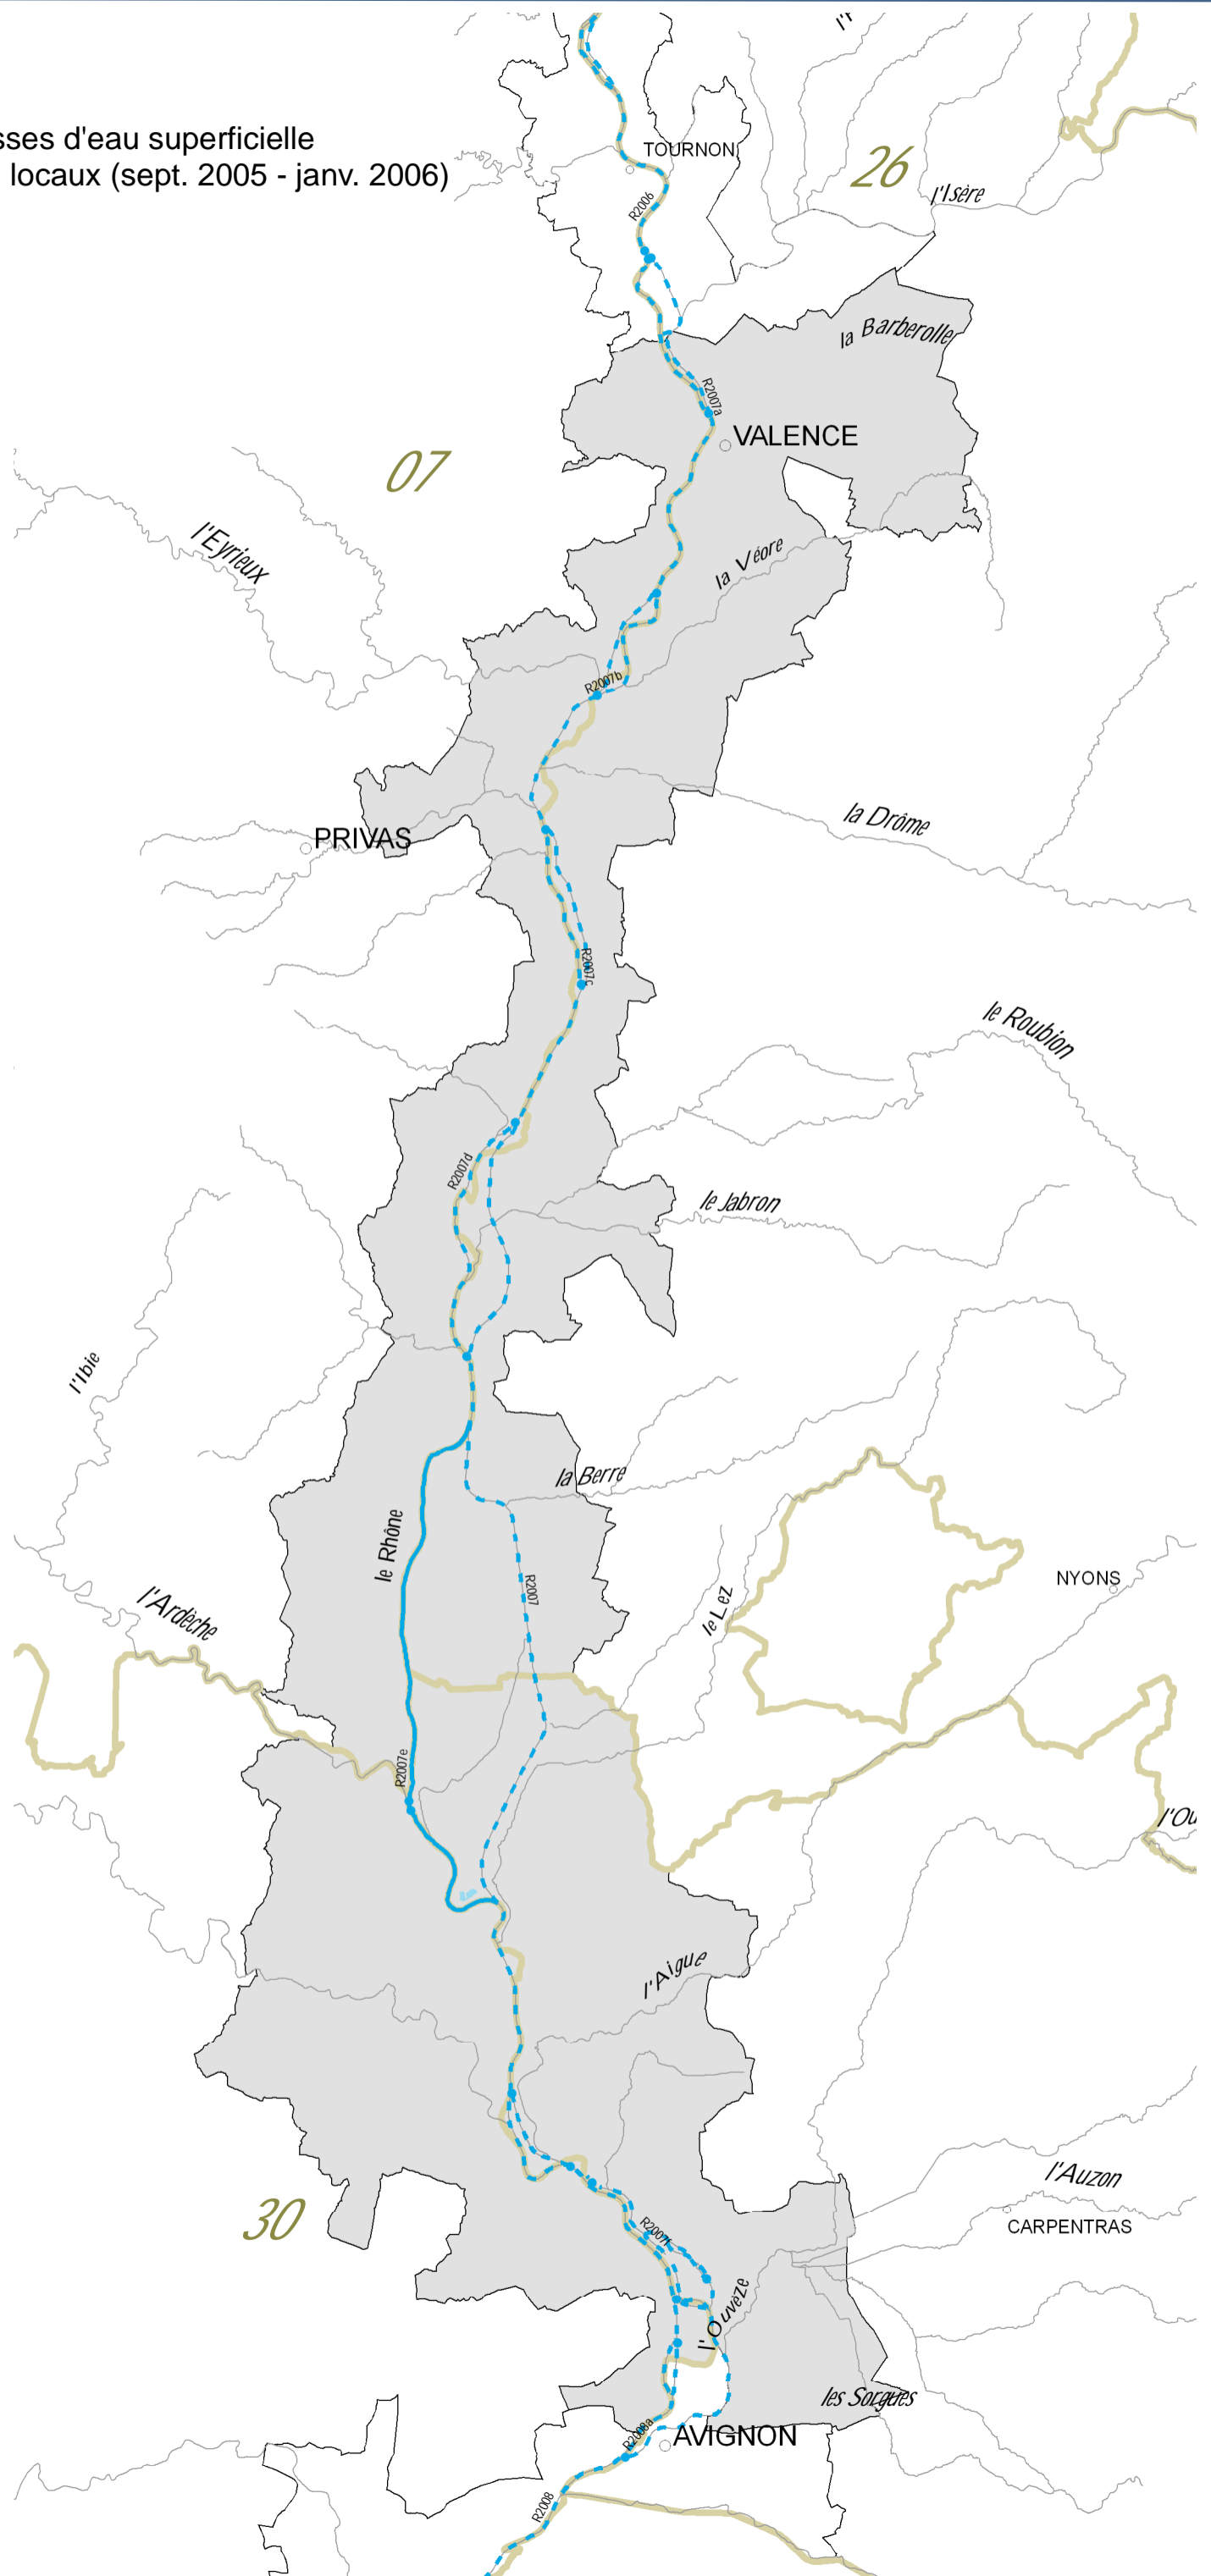 sses d'eau superficielle
locaux (sept. 2005 - janv. 2006)
TOURNON
26
l'Isère
R2006
la Barberolle
R2007a
VALENCE
07
l'Eyrieux
la Véore
R2007b
la Drôme
PRIVAS
R2007c
le Roubion
R2007d
le Jabron
l'Ibie
la Berre
le Rhône
R2007
NYONS
l'Ardèche
le Lez
R2007e
l'Ou
l'Aigue
l'Auzon
30
CARPENTRAS
R2007f
l'Ouvèze
les Sorgues
R2008a
AVIGNON
R2008